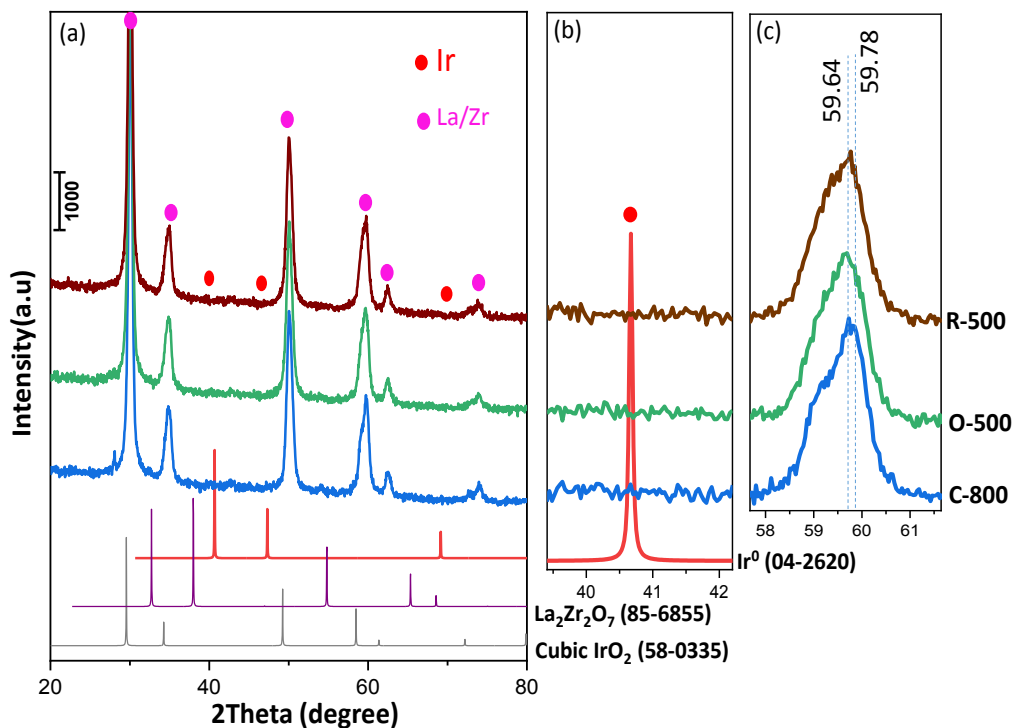 (a)
Ir
La/Zr
1000
Intensity(a.u)
20 40 60 80
2Theta (degree)
(b)
40 41 42
(c)
59.64
59.78
58 59 60 61
R-500
O-500
C-800
Ir⁰ (04-2620)
La₂Zr₂O₇ (85-6855)
Cubic IrO₂ (58-0335)